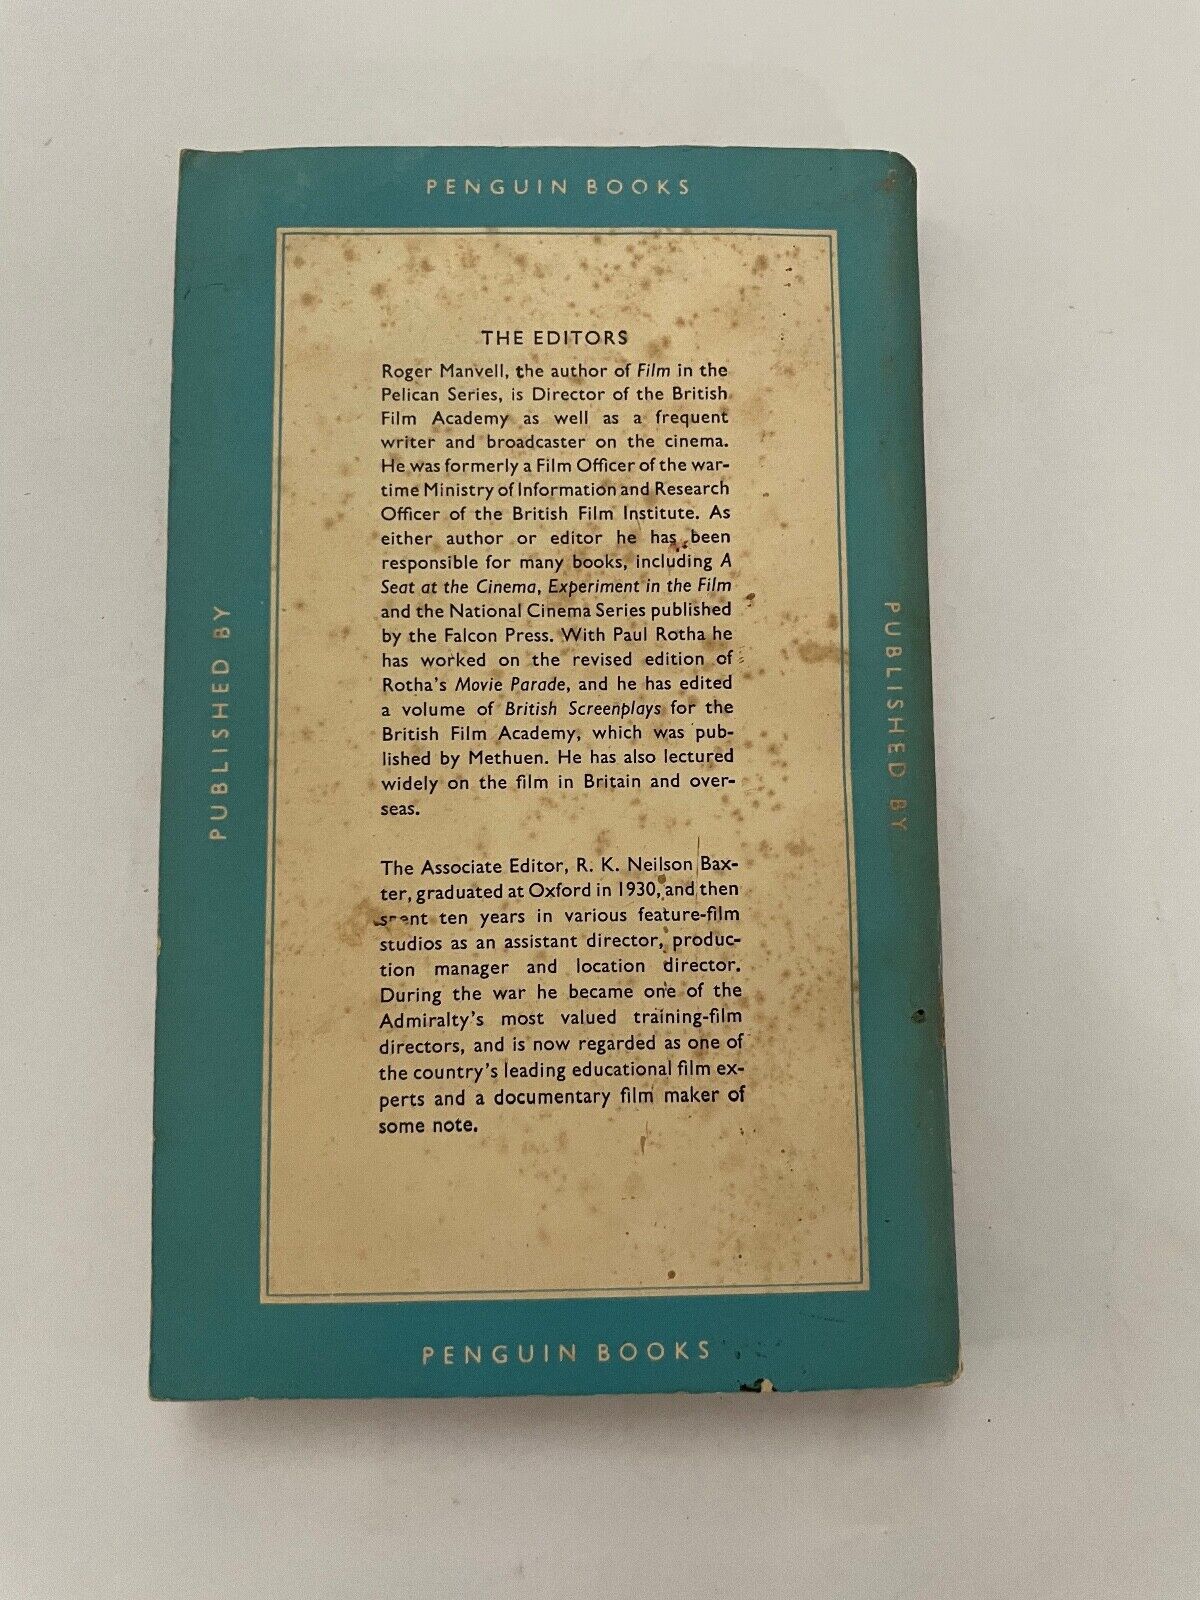 PENGUIN BOOKS
PUBLISHED BY
THE EDITORS
Roger Manvell, the author of Film in the
Pelican Series, is Director of the British
Film Academy as well as a frequent
writer and broadcaster on the cinema.
He was formerly a Film Officer of the war-
time Ministry of Information and Research
Officer of the British Film Institute. As
either author or editor he has been
responsible for many books, including A
Seat at the Cinema, Experiment in the Film
and the National Cinema Series published
by the Falcon Press. With Paul Rotha he
has worked on the revised edition of
Rotha's Movie Parade, and he has edited
a volume of British Screenplays for the
British Film Academy, which was pub-
lished by Methuen. He has also lectured
widely on the film in Britain and over-
seas.
The Associate Editor, R. K. Neilson Bax-
ter, graduated at Oxford in 1930, and then
spent ten years in various feature-film
studios as an assistant director, produc-
tion manager and location director.
During the war he became one of the
Admiralty's most valued training-film
directors, and is now regarded as one of
the country's leading educational film ex-
perts and a documentary film maker of
some note.
PUBLISHED BY
PENGUIN BOOKS